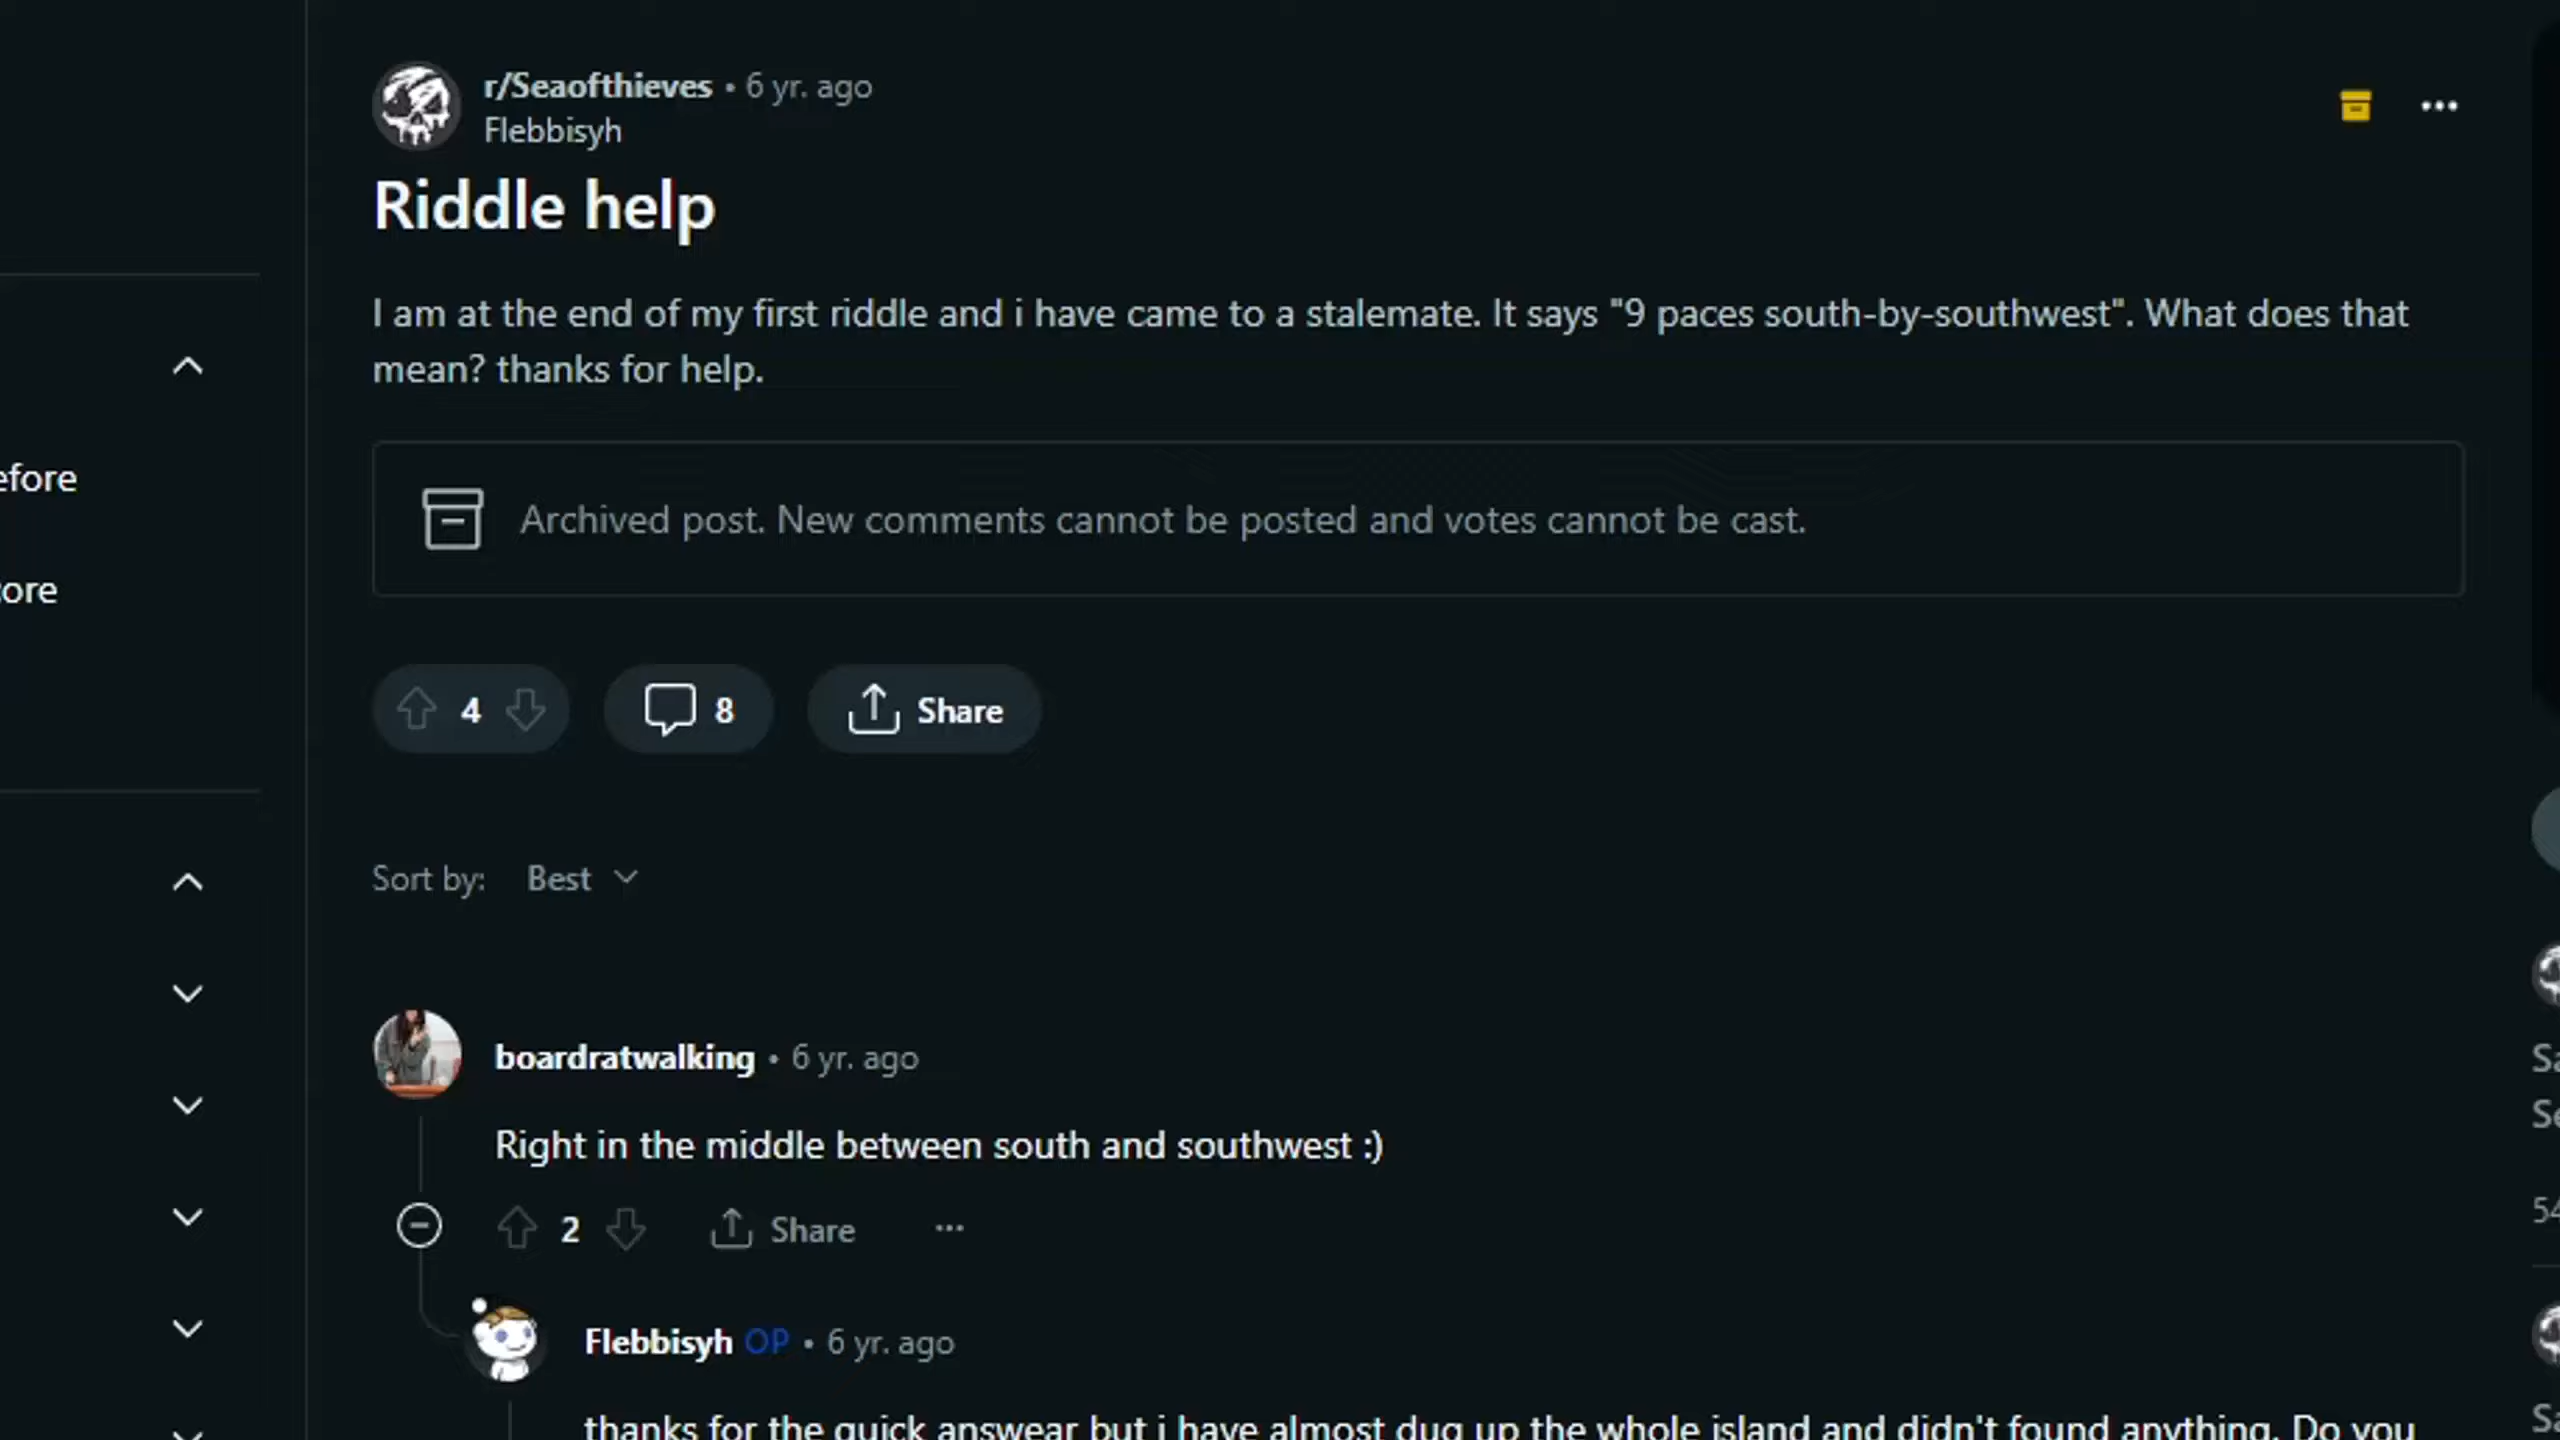 r/Seaofthieves • 6 yr. ago
Flebbisyh
Riddle help
I am at the end of my first riddle and i have came to a stalemate. It says "9 paces south-by-southwest". What does that
mean? thanks for help.
efore
Archived post. New comments cannot be posted and votes cannot be cast.
ore
4
8
Share
Sort by: Best
boardratwalking • 6 yr. ago
Sa
Se
Right in the middle between south and southwest :)
2
Share
54
Flebbisyh OP • 6 yr. ago
thanks for the quick answear but i have almost dug up the whole island and didn't found anything. Do you
Sa